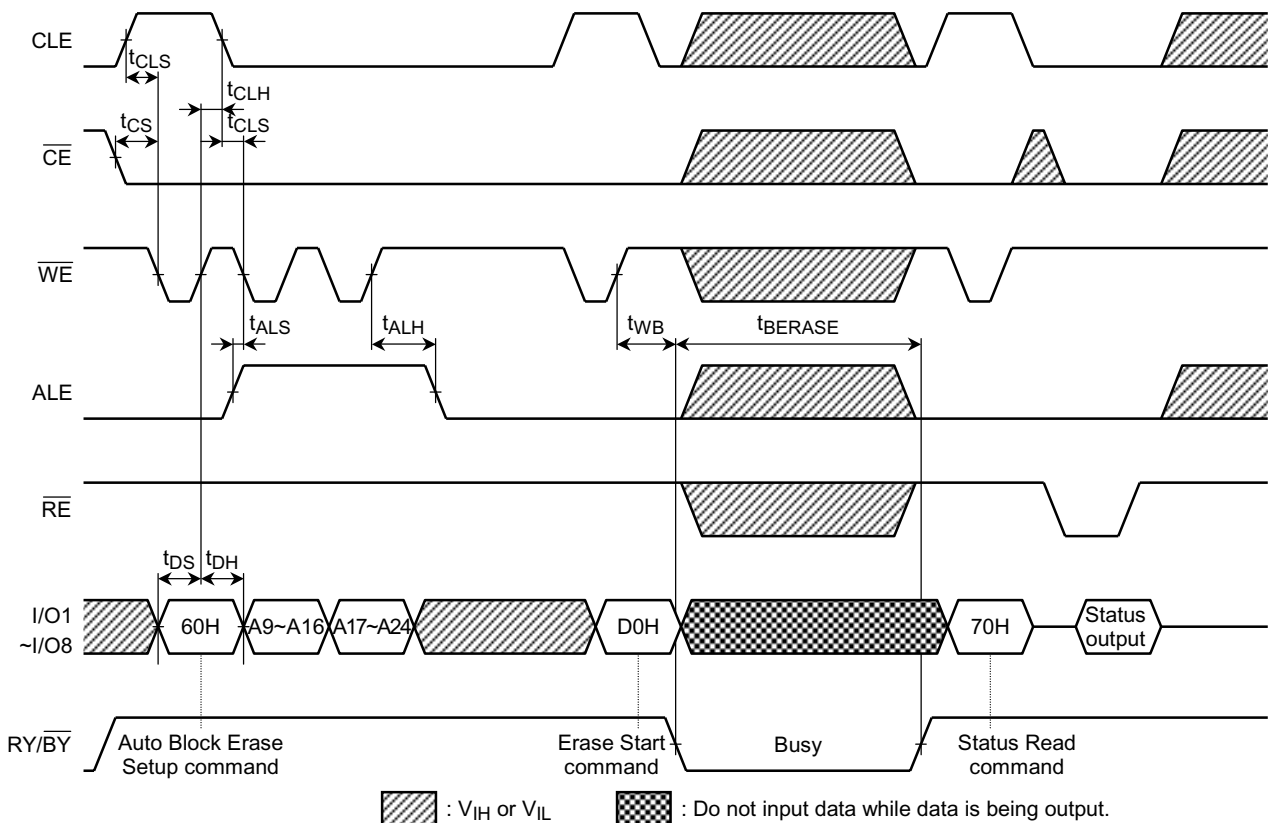 CLE
tCLS
tCLH
tCS
tCLS
CE
WE
tALS
tALH
tWB
tBERASE
ALE
RE
tDS
tDH
I/O1
~I/O8
60H
A9~A16
A17~A24
D0H
70H
Status
output
RY/BY
Auto Block Erase
Setup command
Erase Start
command
Busy
Status Read
command
: VIH or VIL
: Do not input data while data is being output.